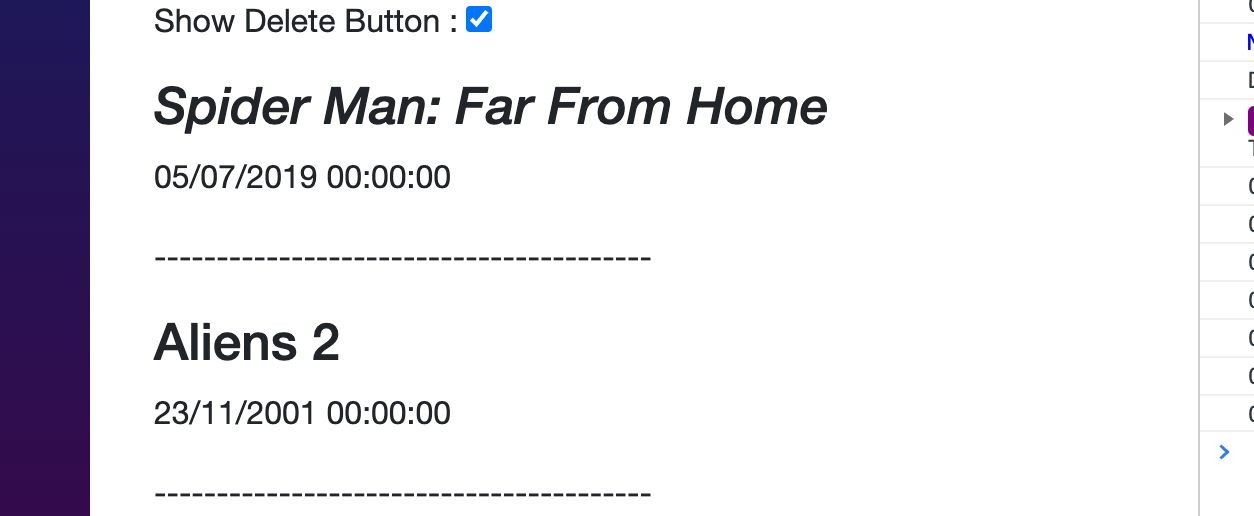 Show Delete Button :
Spider Man: Far From Home
05/07/2019 00:00:00
----------------------------------------
Aliens 2
23/11/2001 00:00:00
----------------------------------------